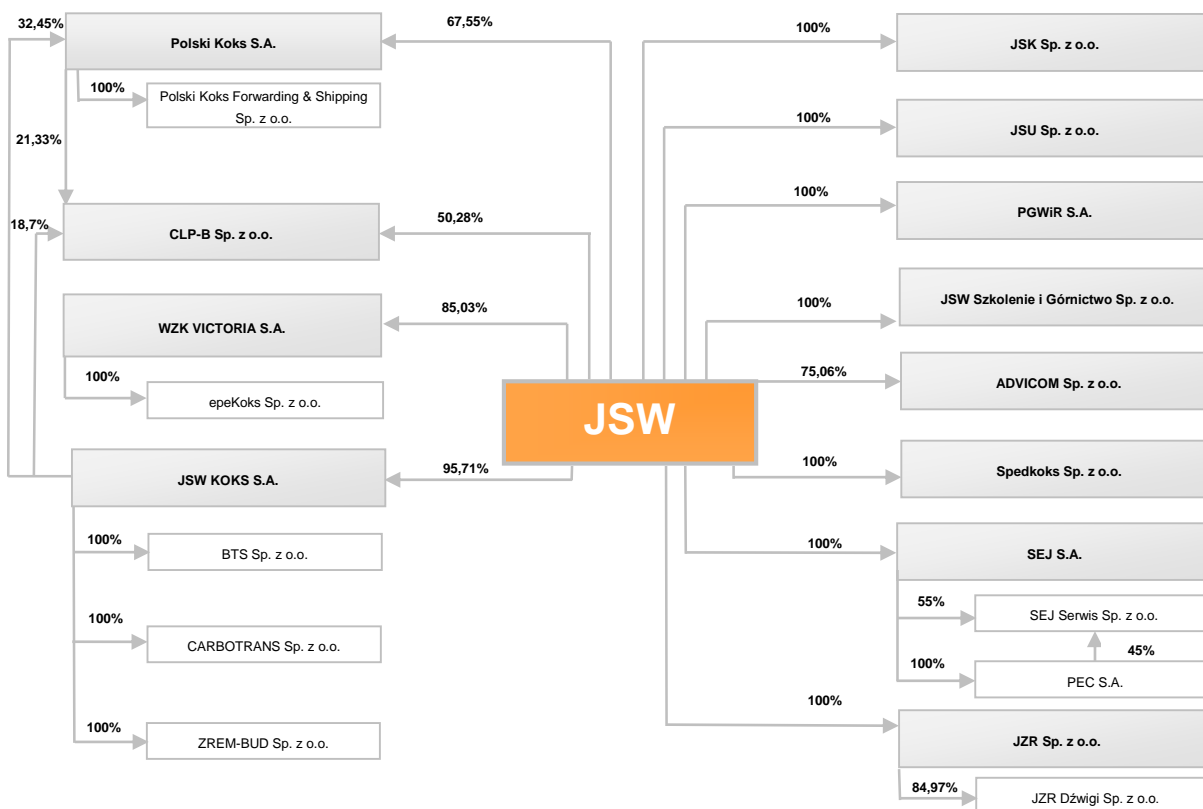 32,45%
Polski Koks S.A.
67,55%
100%
Polski Koks Forwarding & Shipping
Sp. z o.o.
21,33%
18,7%
CLP-B Sp. z o.o.
50,28%
WZK VICTORIA S.A.
85,03%
100%
epeKoks Sp. z o.o.
JSW KOKS S.A.
95,71%
100%
BTS Sp. z o.o.
100%
CARBOTRANS Sp. z o.o.
100%
ZREM-BUD Sp. z o.o.
JSW
100%
JSK Sp. z o.o.
100%
JSU Sp. z o.o.
100%
PGWiR S.A.
100%
JSW Szkolenie i Górnictwo Sp. z o.o.
75,06%
ADVICOM Sp. z o.o.
100%
Spedkoks Sp. z o.o.
100%
SEJ S.A.
55%
SEJ Serwis Sp. z o.o.
45%
100%
PEC S.A.
100%
JZR Sp. z o.o.
84,97%
JZR Dźwigi Sp. z o.o.